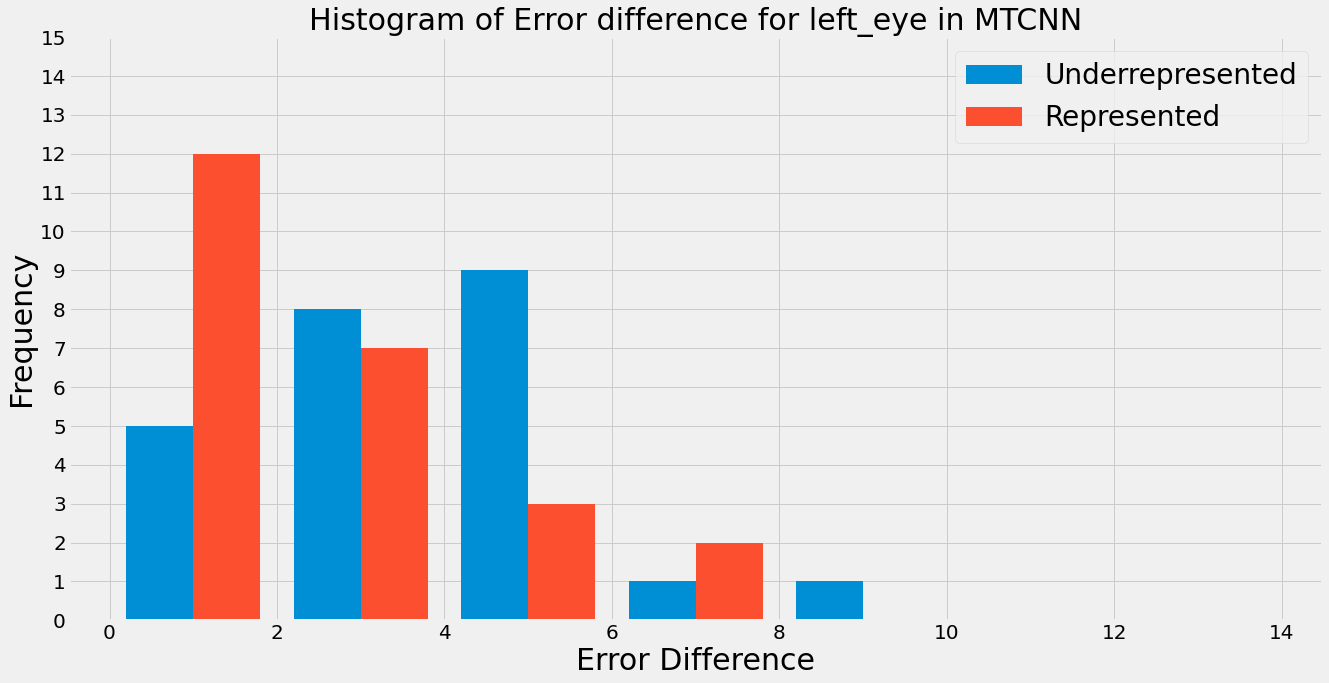 Histogram of Error difference for left_eye in MTCNN
15
14
13
12
11
10
9
8
7
6
5
4
3
2
1
0
Frequency
Underrepresented
Represented
0 2 4 6 8 10 12 14
Error Difference